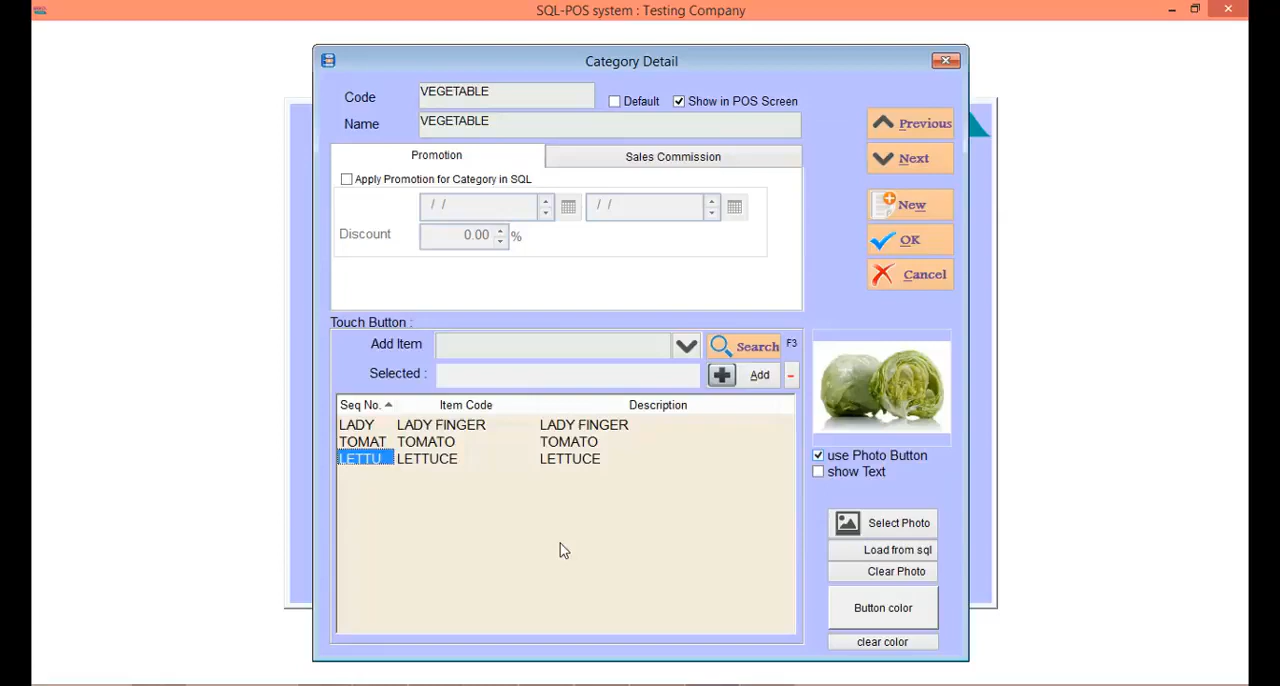 SQL-POS system : Testing Company
Category Detail
Code VEGETABLE Default Show in POS Screen
Name VEGETABLE
Previous
Next
New
OK
Cancel
Promotion Sales Commission
Apply Promotion for Category in SQL
/ / / /
Discount 0.00 %
Touch Button :
Add Item Search F3
Selected : Add -
Seq No. Item Code Description
LADY LADY FINGER LADY FINGER
TOMAT TOMATO TOMATO
LETTU LETTUCE LETTUCE
use Photo Button
show Text
Select Photo
Load from sql
Clear Photo
Button color
clear color